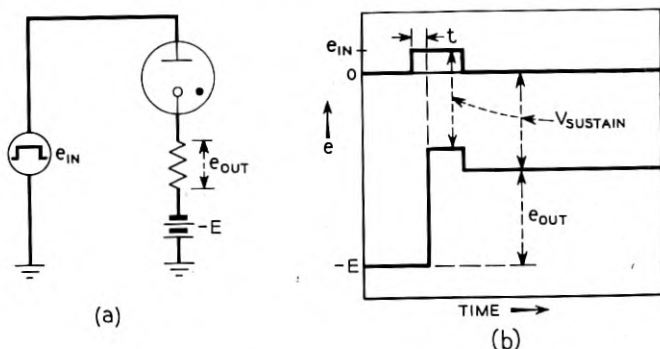 e_IN
e_OUT
-E
(a)
e_IN
t
0
e
V_SUSTAIN
e_OUT
-E
TIME
(b)